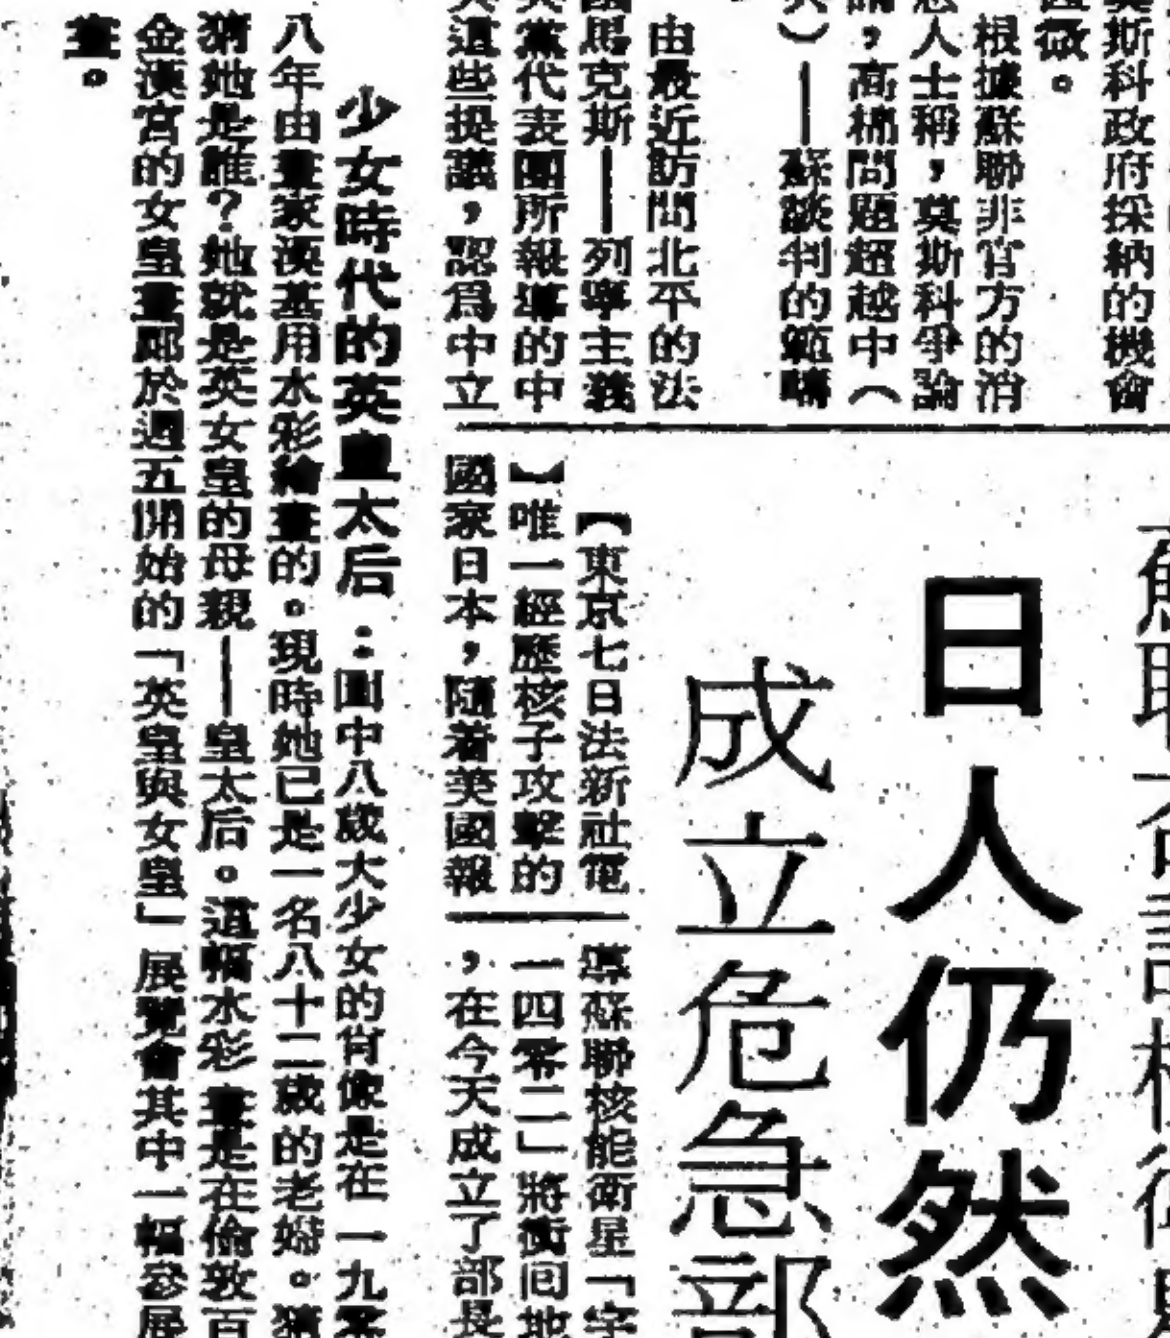 莫斯科政府採納的機會
微。
根據蘇聯非官方的消
息人士稱，莫斯科爭論
，高棉問題超越中（
）——蘇談判的範疇
由最近訪問北平的法
國馬克斯——列寧主義
共黨代表團所報導的中
共這些提議，認爲中立
日人仍然
成立危急部
【東京七日法新社電
】唯一經歷核子攻擊的
國家日本，隨着美國報
導蘇聯核能衛星「宇
一四零二」將衝回地
，在今天成立了部長
少女時代的英皇太后：圖中八歲大少女的肖像是在一九零
八年由畫家漢基用水彩繪畫的。現時她已是一名八十二歲的老婦。猜
猜她是誰？她就是英女皇的母親——皇太后。這幅水彩畫是在倫敦百
金漢宮的女皇畫廊於週五開始的「英皇與女皇」展覽會其中一幅參展
畫。